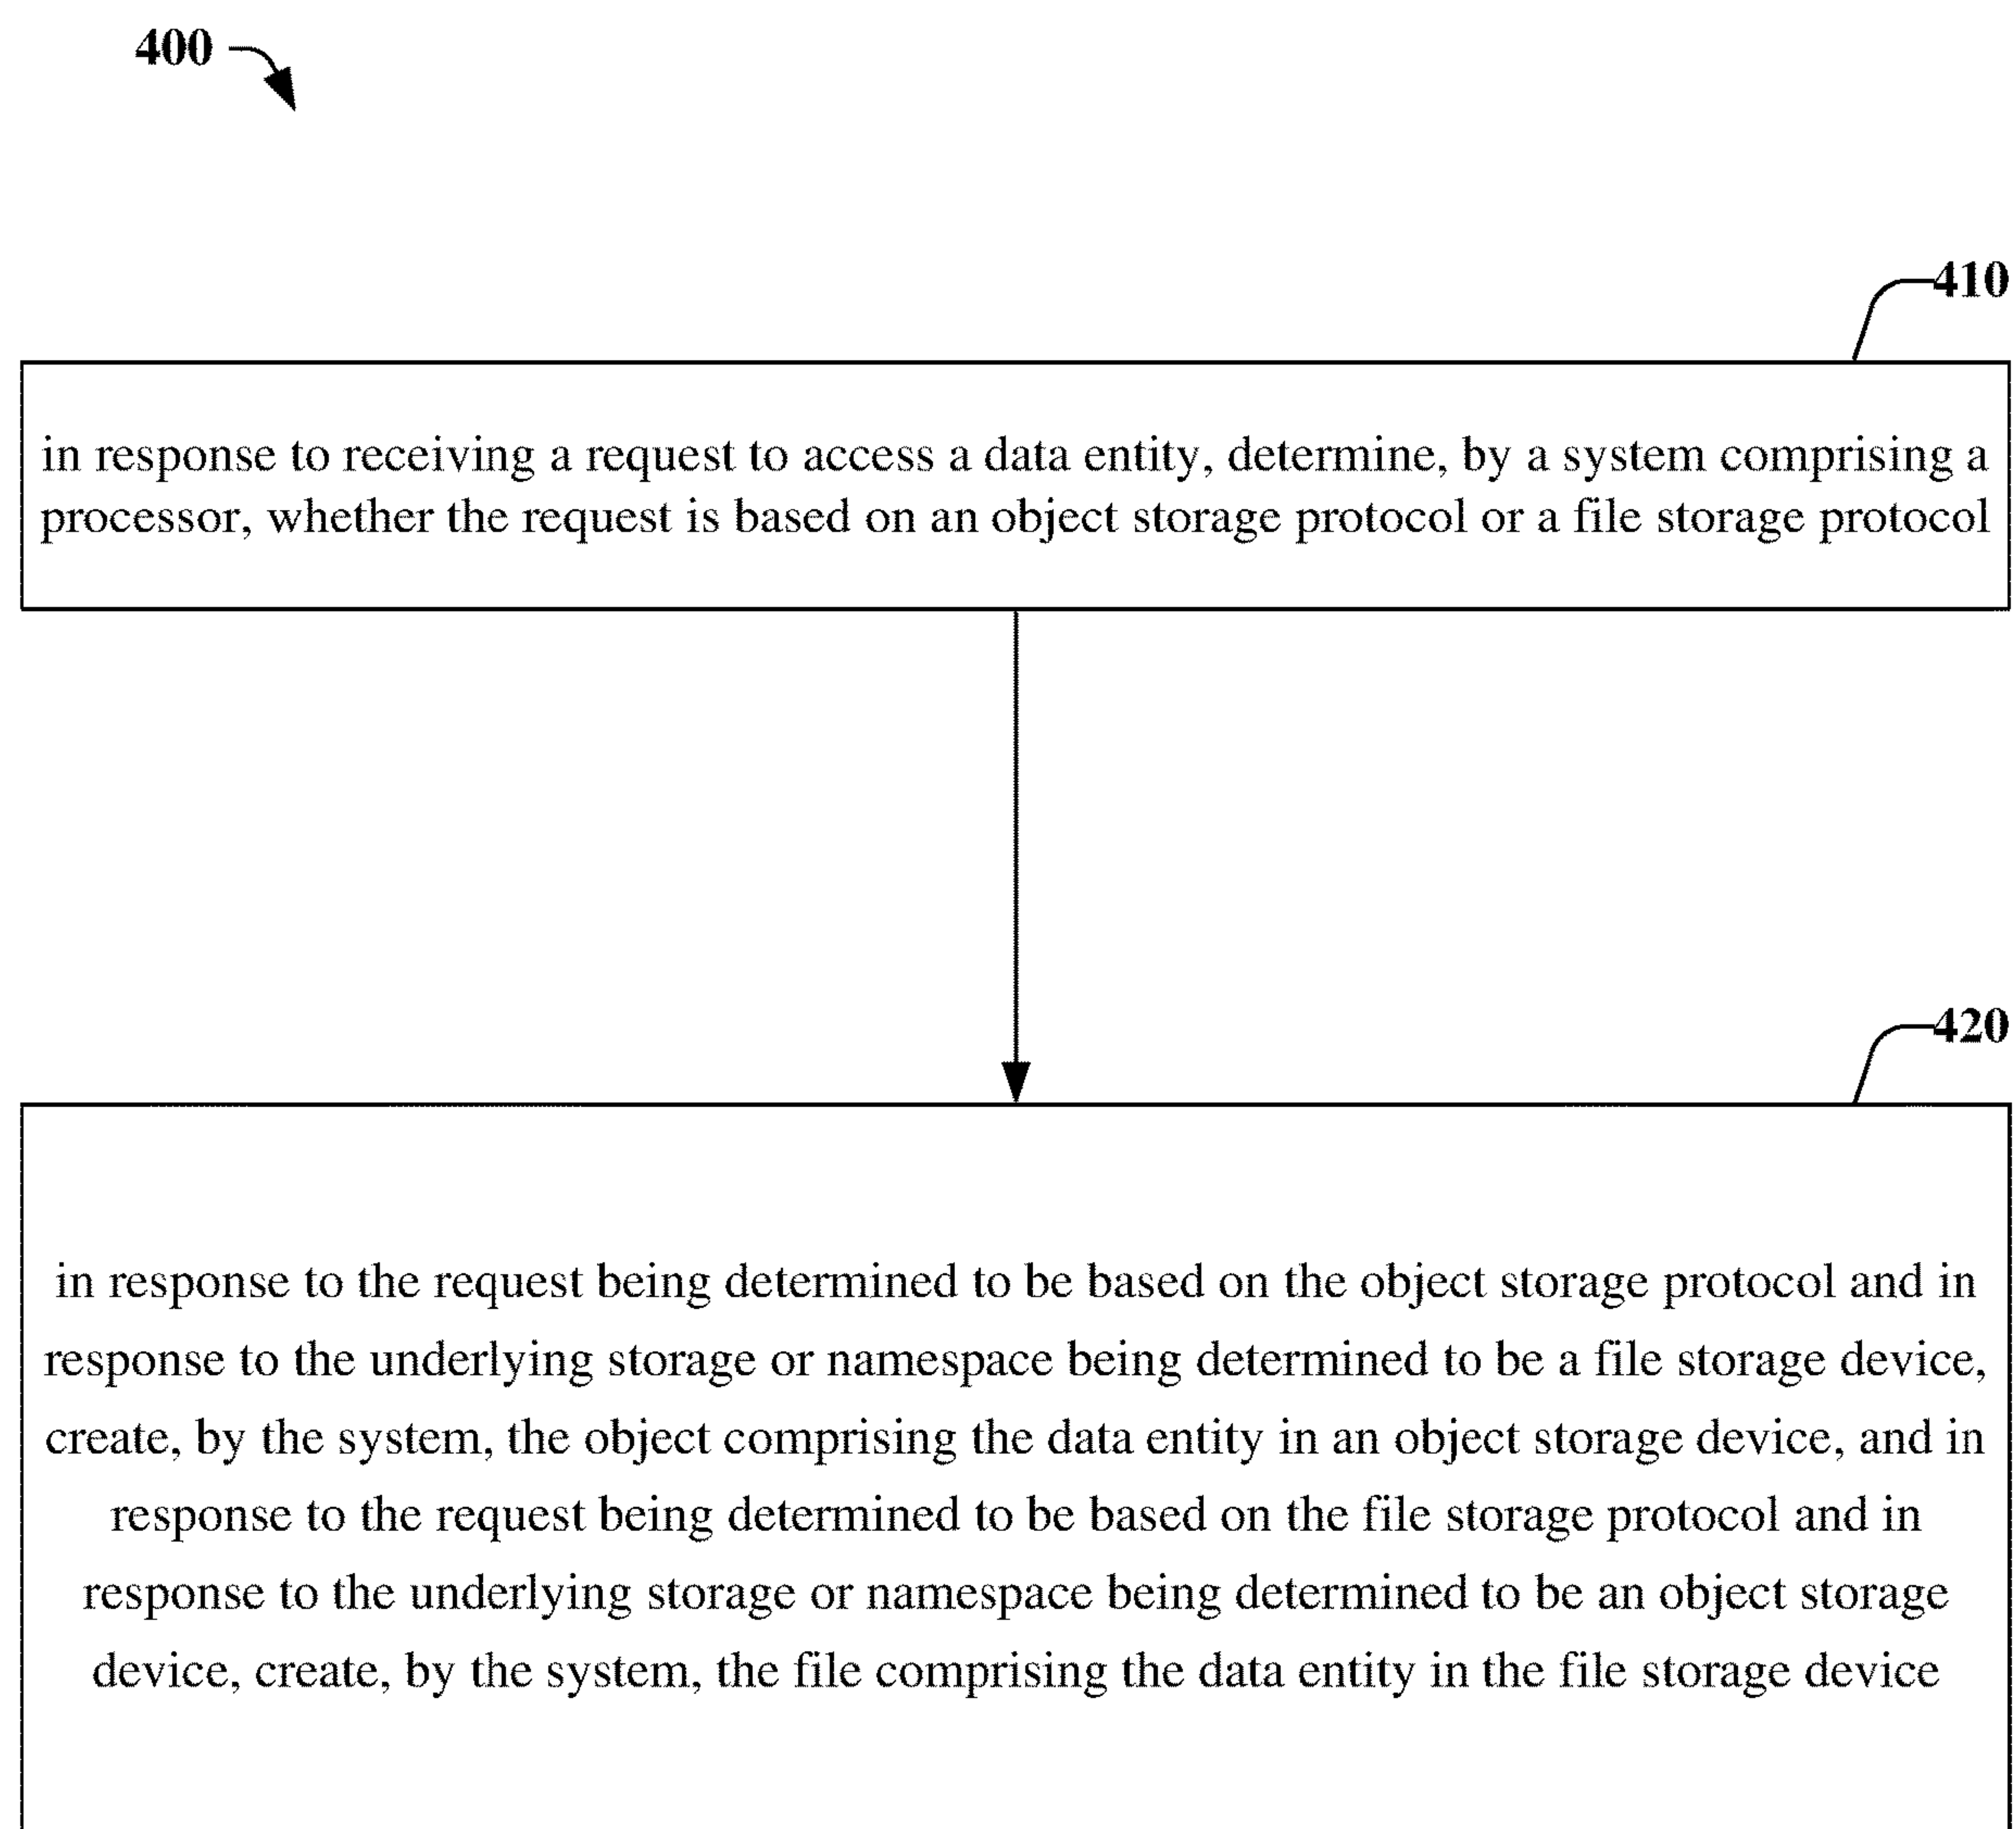 400
410
in response to receiving a request to access a data entity, determine, by a system comprising a
processor, whether the request is based on an object storage protocol or a file storage protocol
420
in response to the request being determined to be based on the object storage protocol and in
response to the underlying storage or namespace being determined to be a file storage device,
create, by the system, the object comprising the data entity in an object storage device, and in
response to the request being determined to be based on the file storage protocol and in
response to the underlying storage or namespace being determined to be an object storage
device, create, by the system, the file comprising the data entity in the file storage device